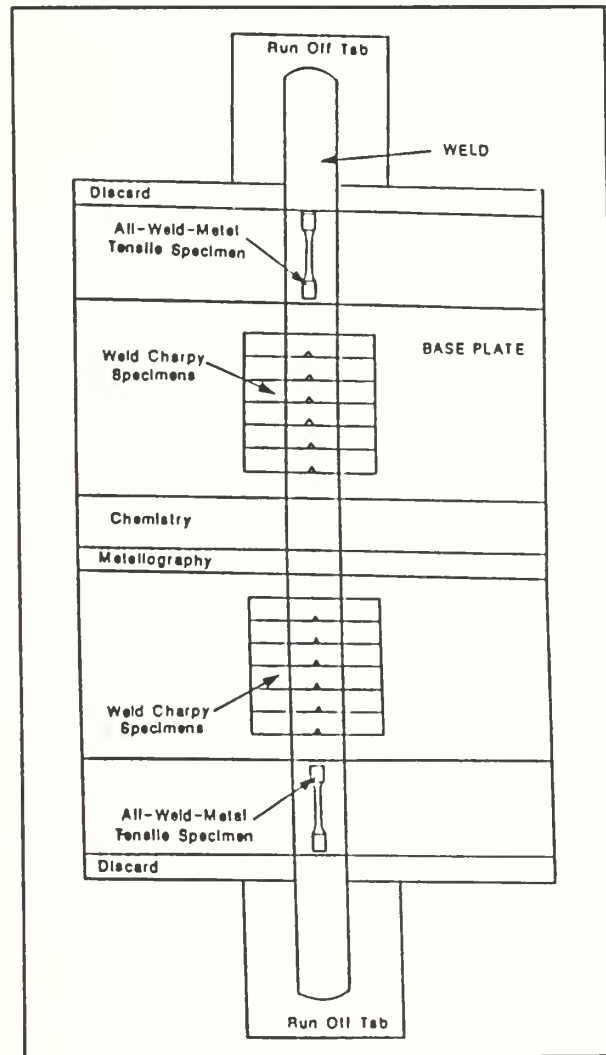 Run Off Tab
WELD
Discard
All-Weld-Metal
Tensile Specimen
BASE PLATE
Weld Charpy
Specimens
Chemistry
Metallography
Weld Charpy
Specimens
All-Weld-Metal
Tensile Specimen
Discard
Run Off Tab